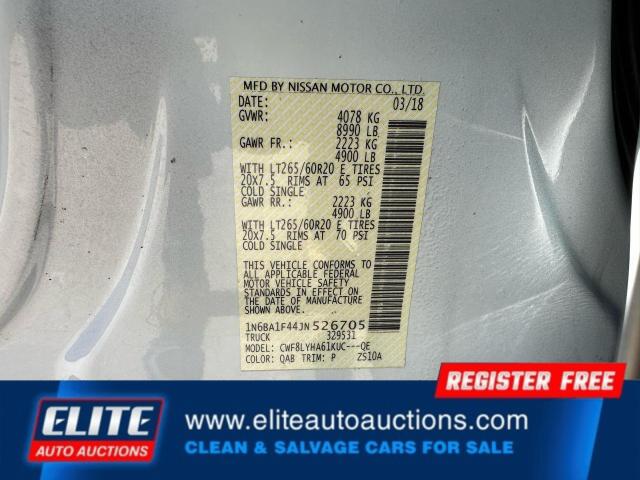 MFD BY NISSAN MOTOR CO., LTD.
DATE: 03/18
GVWR: 4078 KG
8990 LB
GAWR FR.: 2223 KG
4900 LB
WITH LT265/60R20 E TIRES
20X7.5 RIMS AT 65 PSI
COLD SINGLE
GAWR RR.: 2223 KG
4900 LB
WITH LT265/60R20 E TIRES
20X7.5 RIMS AT 70 PSI
COLD SINGLE
THIS VEHICLE CONFORMS TO
ALL APPLICABLE FEDERAL
MOTOR VEHICLE SAFETY
STANDARDS IN EFFECT ON
THE DATE OF MANUFACTURE
SHOWN ABOVE.
1N6BA1F44JN526705
TRUCK 329531
MODEL: CWF8LYHA61KUC---QE
COLOR: QAB TRIM: P ZS10A
REGISTER FREE
ELITE
AUTO AUCTIONS
www.eliteautoauctions.com
CLEAN & SALVAGE CARS FOR SALE